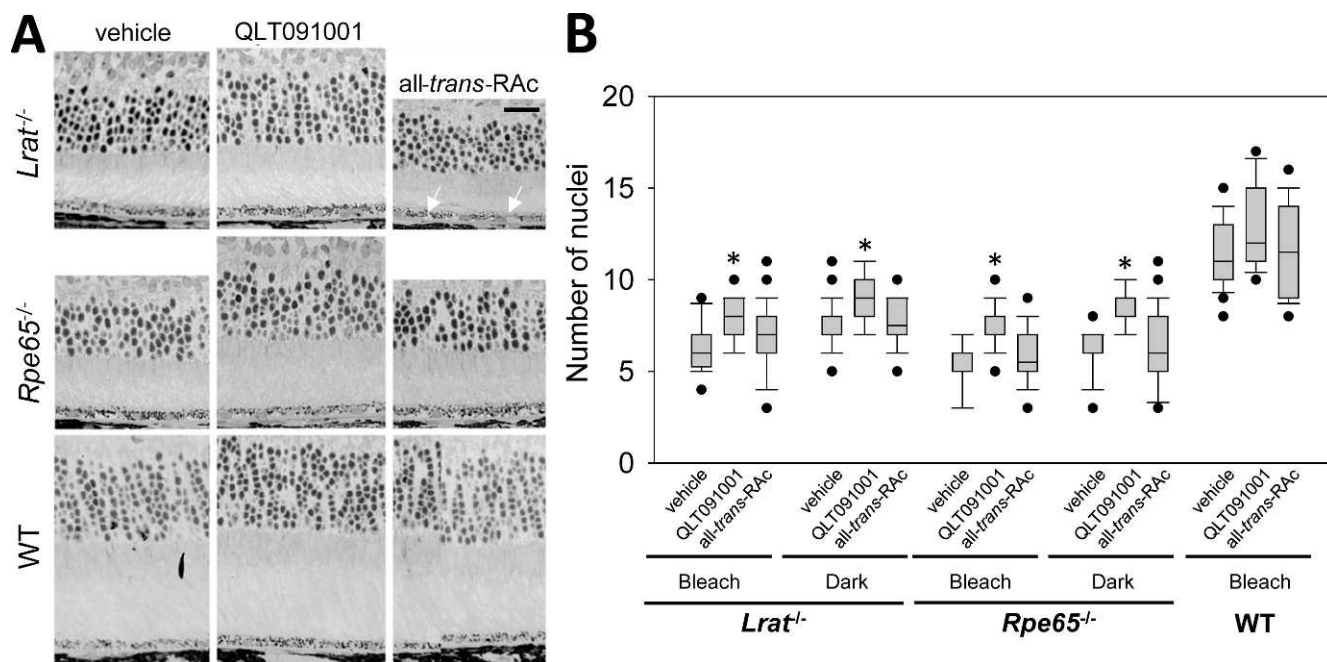 A
vehicle
QLT091001
all-trans-RAc
Lrat-/-
Rpe65-/-
WT
B
Number of nuclei
20
15
10
5
0
*
*
*
*
vehicle
QLT091001
all-trans-RAc
vehicle
QLT091001
all-trans-RAc
vehicle
QLT091001
all-trans-RAc
vehicle
QLT091001
all-trans-RAc
vehicle
QLT091001
all-trans-RAc
Bleach Dark Bleach Dark Bleach
Lrat-/- Rpe65-/- WT